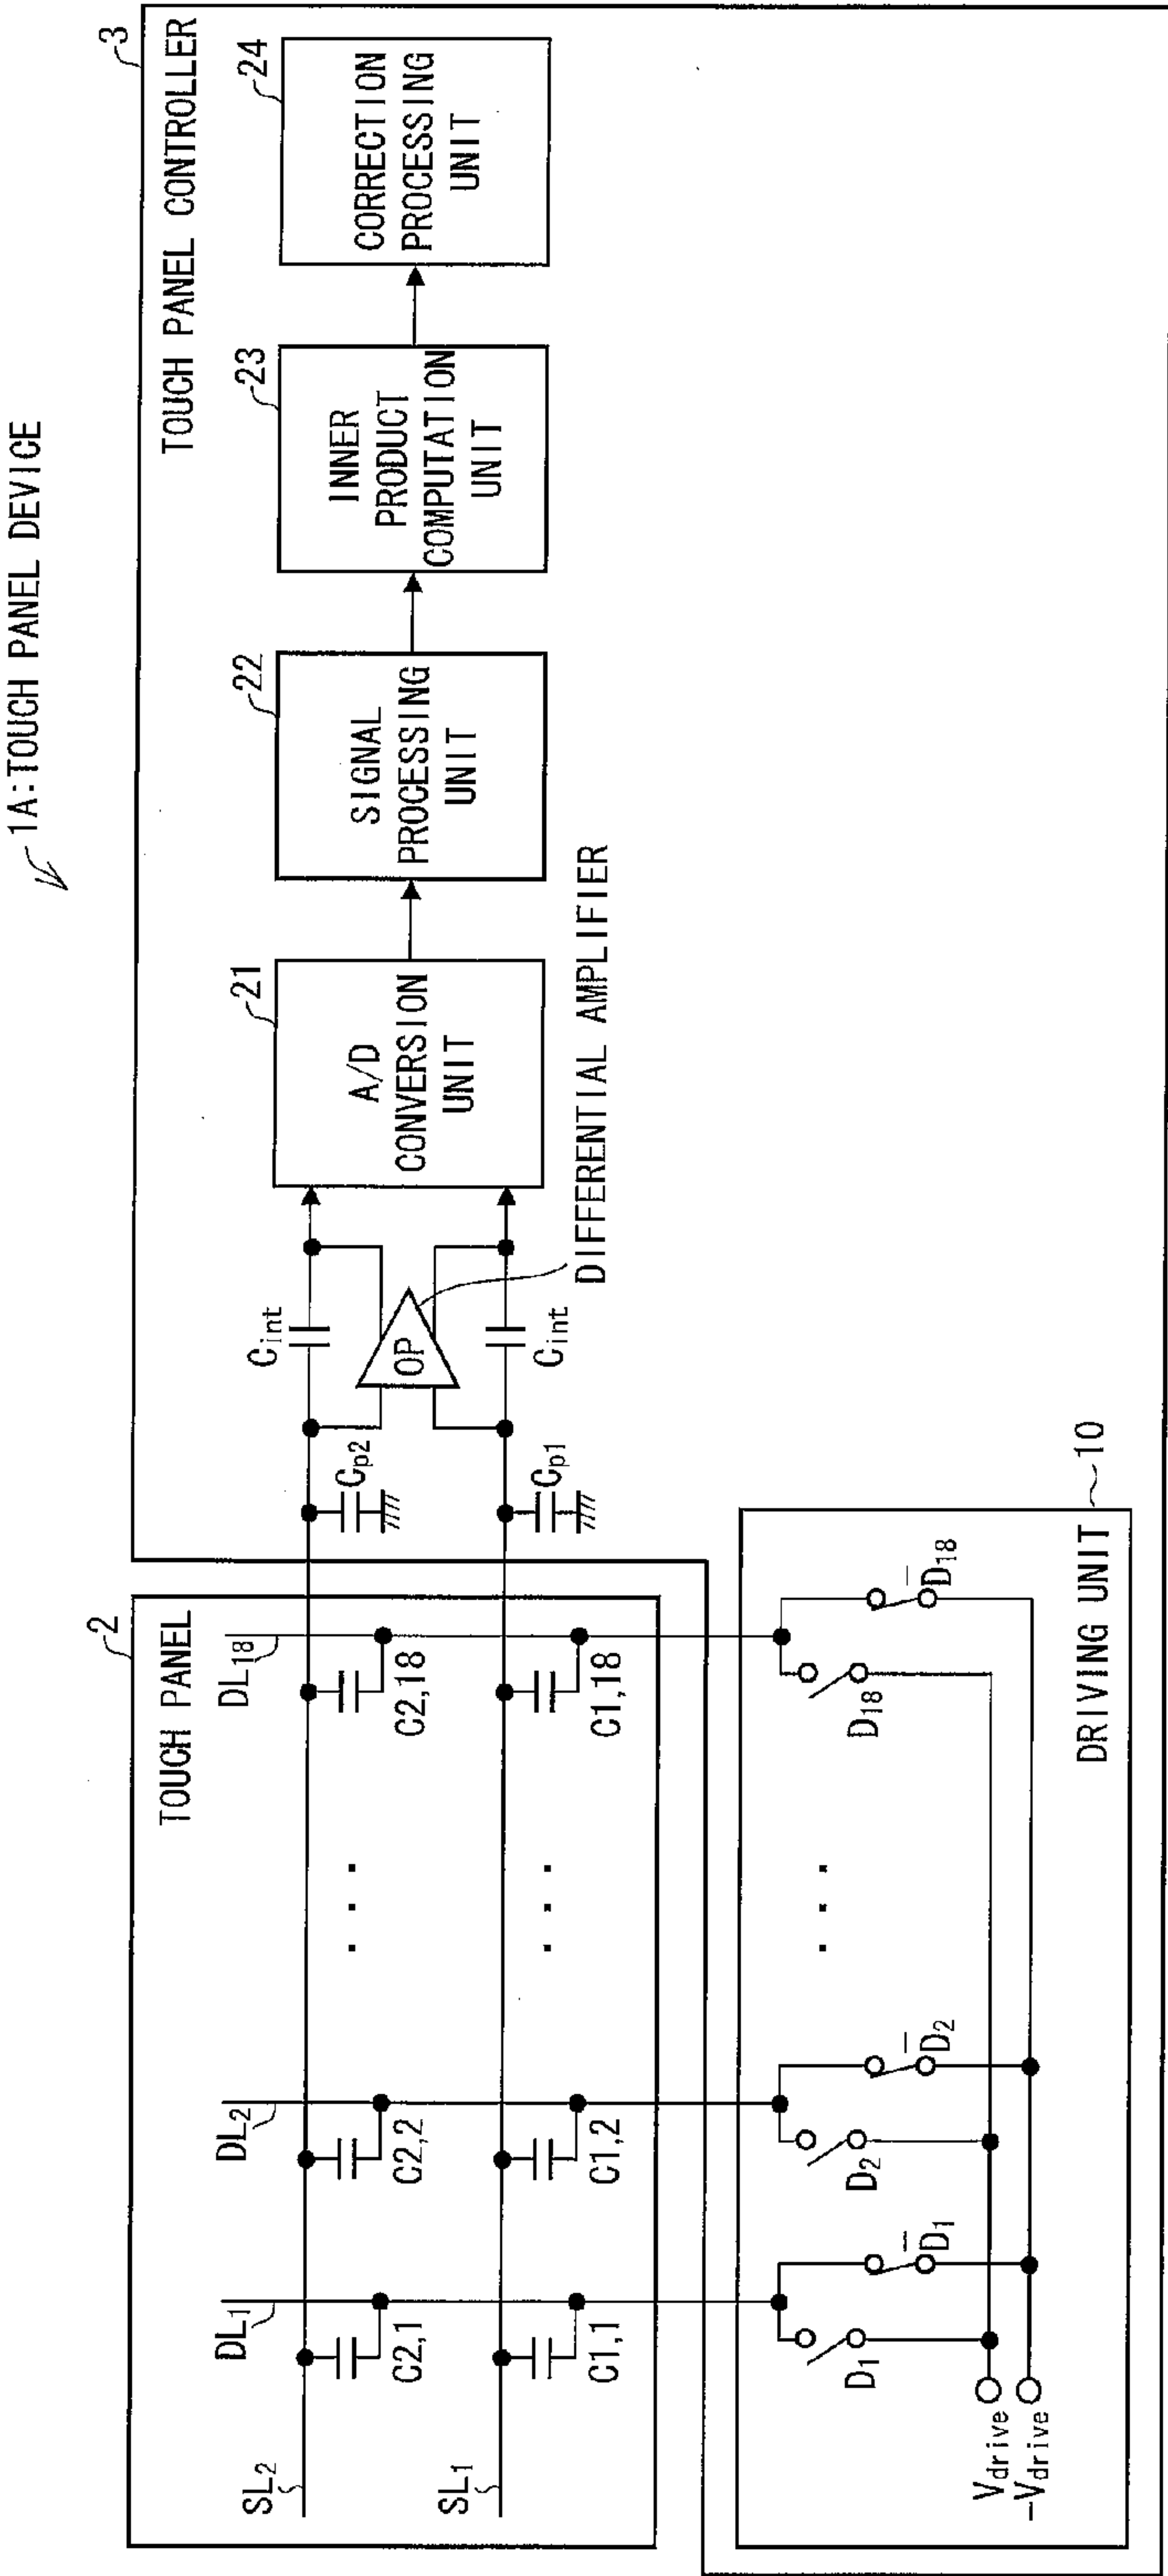 1A:TOUCH PANEL DEVICE
3
TOUCH PANEL CONTROLLER
2
TOUCH PANEL
DL1
DL2
DL18
SL2
C2,1
C2,2
. . .
C2,18
SL1
C1,1
C1,2
. . .
C1,18
Cp2
Cp1
Cint
OP
Cint
DIFFERENTIAL AMPLIFIER
21
A/D
CONVERSION
UNIT
22
SIGNAL
PROCESSING
UNIT
23
INNER
PRODUCT
COMPUTATION
UNIT
24
CORRECTION
PROCESSING
UNIT
D1
D̅1
D2
D̅2
. . .
D18
D̅18
Vdrive
-Vdrive
DRIVING UNIT
10